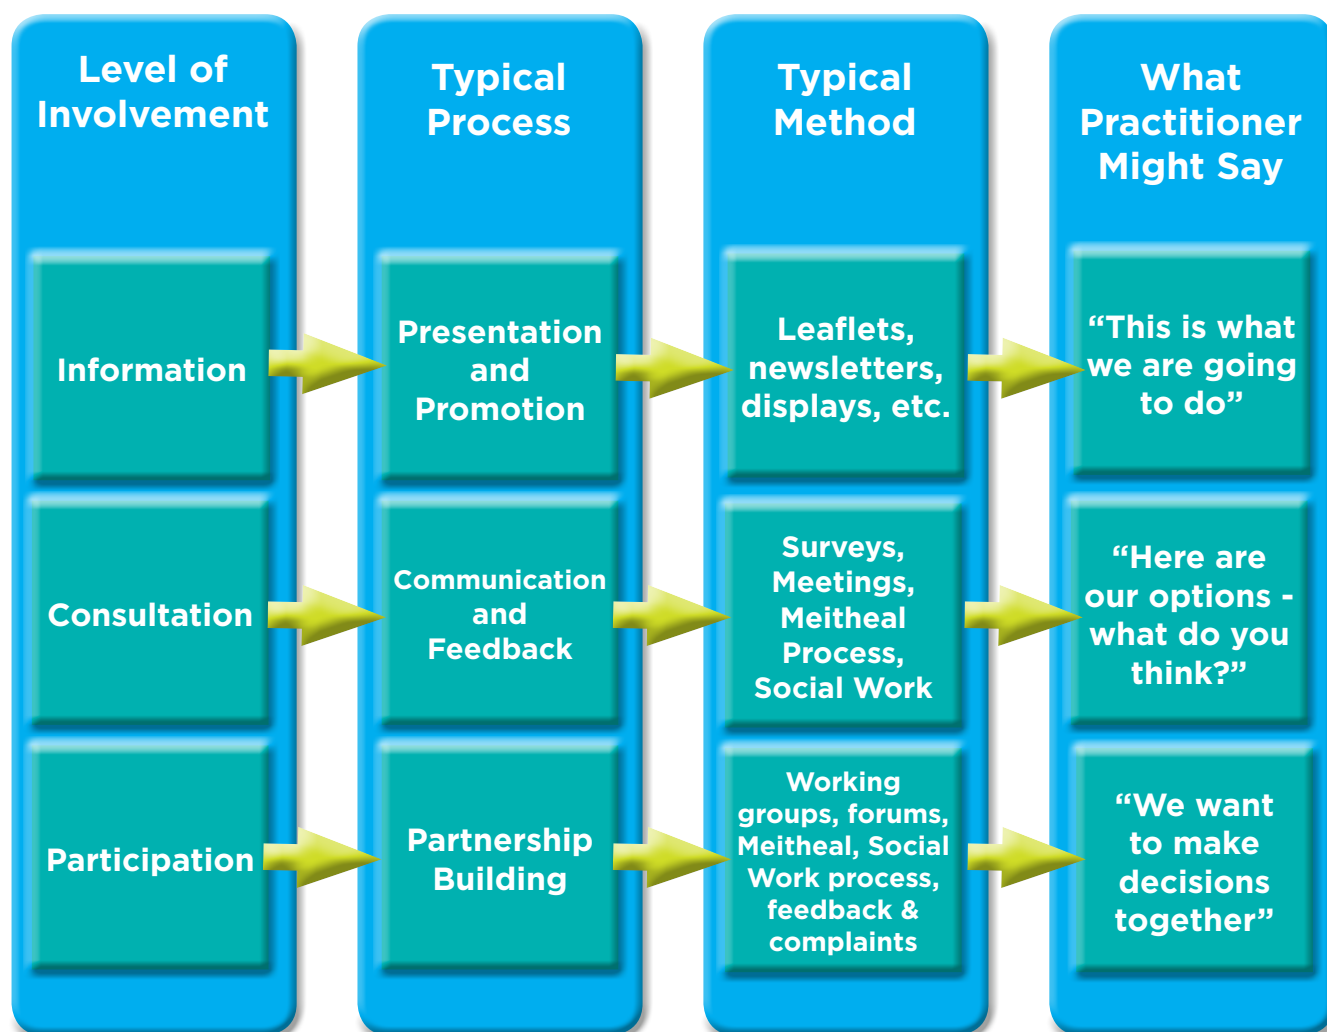 Level of
Involvement
Typical
Process
Typical
Method
What
Practitioner
Might Say
Information
Presentation
and
Promotion
Leaflets,
newsletters,
displays, etc.
“This is what
we are going
to do”
Consultation
Communication
and
Feedback
Surveys,
Meetings,
Meitheal
Process,
Social Work
“Here are
our options -
what do you
think?”
Participation
Partnership
Building
Working
groups, forums,
Meitheal, Social
Work process,
feedback &
complaints
“We want
to make
decisions
together”